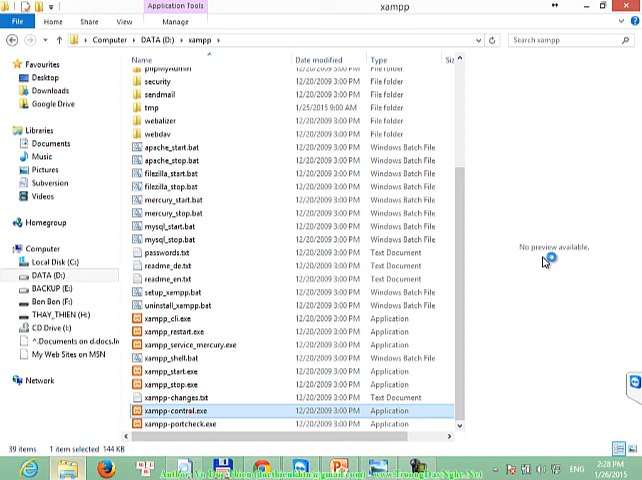 Application Tools
xampp
File Home Share View Manage
Computer DATA (D:) xampp
Search xampp
Name Date modified Type Siz
Favourites
Desktop
Downloads
Google Drive
Libraries
Documents
Music
Pictures
Subversion
Videos
Homegroup
Computer
Local Disk (C:)
DATA (D:)
BACKUP (E:)
Bon Bon (F:)
THAY_THIEN (H:)
CD Drive (I:)
^.Documents on d.docs.li
My Web Sites on MSN
Network
phpMyAdmin 12/20/2009 3:00 PM File folder
security 12/20/2009 3:00 PM File folder
sendmail 12/20/2009 3:00 PM File folder
tmp 1/25/2015 9:00 AM File folder
webalizer 12/20/2009 3:00 PM File folder
webdav 12/20/2009 3:00 PM File folder
apache_start.bat 12/20/2009 3:00 PM Windows Batch File
apache_stop.bat 12/20/2009 3:00 PM Windows Batch File
filezilla_start.bat 12/20/2009 3:00 PM Windows Batch File
filezilla_stop.bat 12/20/2009 3:00 PM Windows Batch File
mercury_start.bat 12/20/2009 3:00 PM Windows Batch File
mercury_stop.bat 12/20/2009 3:00 PM Windows Batch File
mysql_start.bat 12/20/2009 3:00 PM Windows Batch File
mysql_stop.bat 12/20/2009 3:00 PM Windows Batch File
passwords.txt 12/20/2009 3:00 PM Text Document
readme_de.txt 12/20/2009 3:00 PM Text Document
readme_en.txt 12/20/2009 3:00 PM Text Document
setup_xampp.bat 12/20/2009 3:00 PM Windows Batch File
uninstall_xampp.bat 12/20/2009 3:00 PM Windows Batch File
xampp_cli.exe 12/20/2009 3:00 PM Application
xampp_restart.exe 12/20/2009 3:00 PM Application
xampp_service_mercury.exe 12/20/2009 3:00 PM Application
xampp_shell.bat 12/20/2009 3:00 PM Windows Batch File
xampp_start.exe 12/20/2009 3:00 PM Application
xampp_stop.exe 12/20/2009 3:00 PM Application
xampp-changes.txt 12/20/2009 3:00 PM Text Document
xampp-control.exe 12/20/2009 3:00 PM Application
xampp-portcheck.exe 12/20/2009 3:00 PM Application
No preview available.
39 items 1 item selected 144 KB
ENG
2:28 PM
1/26/2015